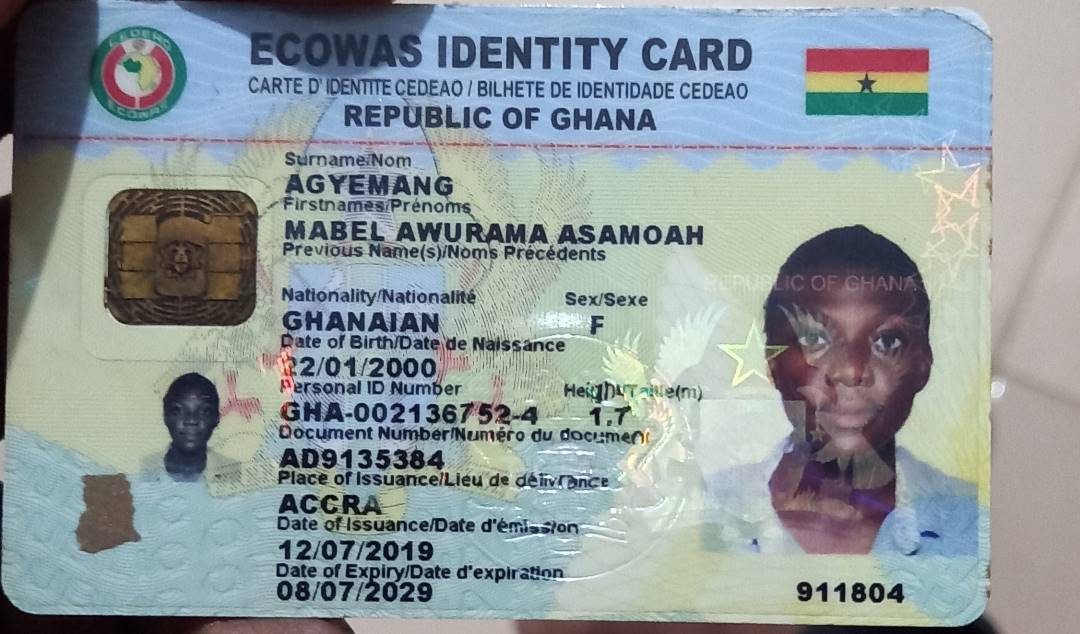 CEDEAO
ECOWAS
ECOWAS IDENTITY CARD
CARTE D'IDENTITE CEDEAO / BILHETE DE IDENTIDADE CEDEAO
REPUBLIC OF GHANA
Surname/Nom
AGYEMANG
Firstnames/Prénoms
MABEL AWURAMA ASAMOAH
Previous Name(s)/Noms Précédents
Nationality/Nationalité Sex/Sexe
GHANAIAN F
Date of Birth/Date de Naissance
22/01/2000
Personal ID Number Height/Taille(m)
GHA-002136752-4 1.7
Document Number/Numéro du document
AD9135384
Place of Issuance/Lieu de délivrance
ACCRA
Date of Issuance/Date d'émission
12/07/2019
Date of Expiry/Date d'expiration
08/07/2029
REPUBLIC OF GHANA
911804